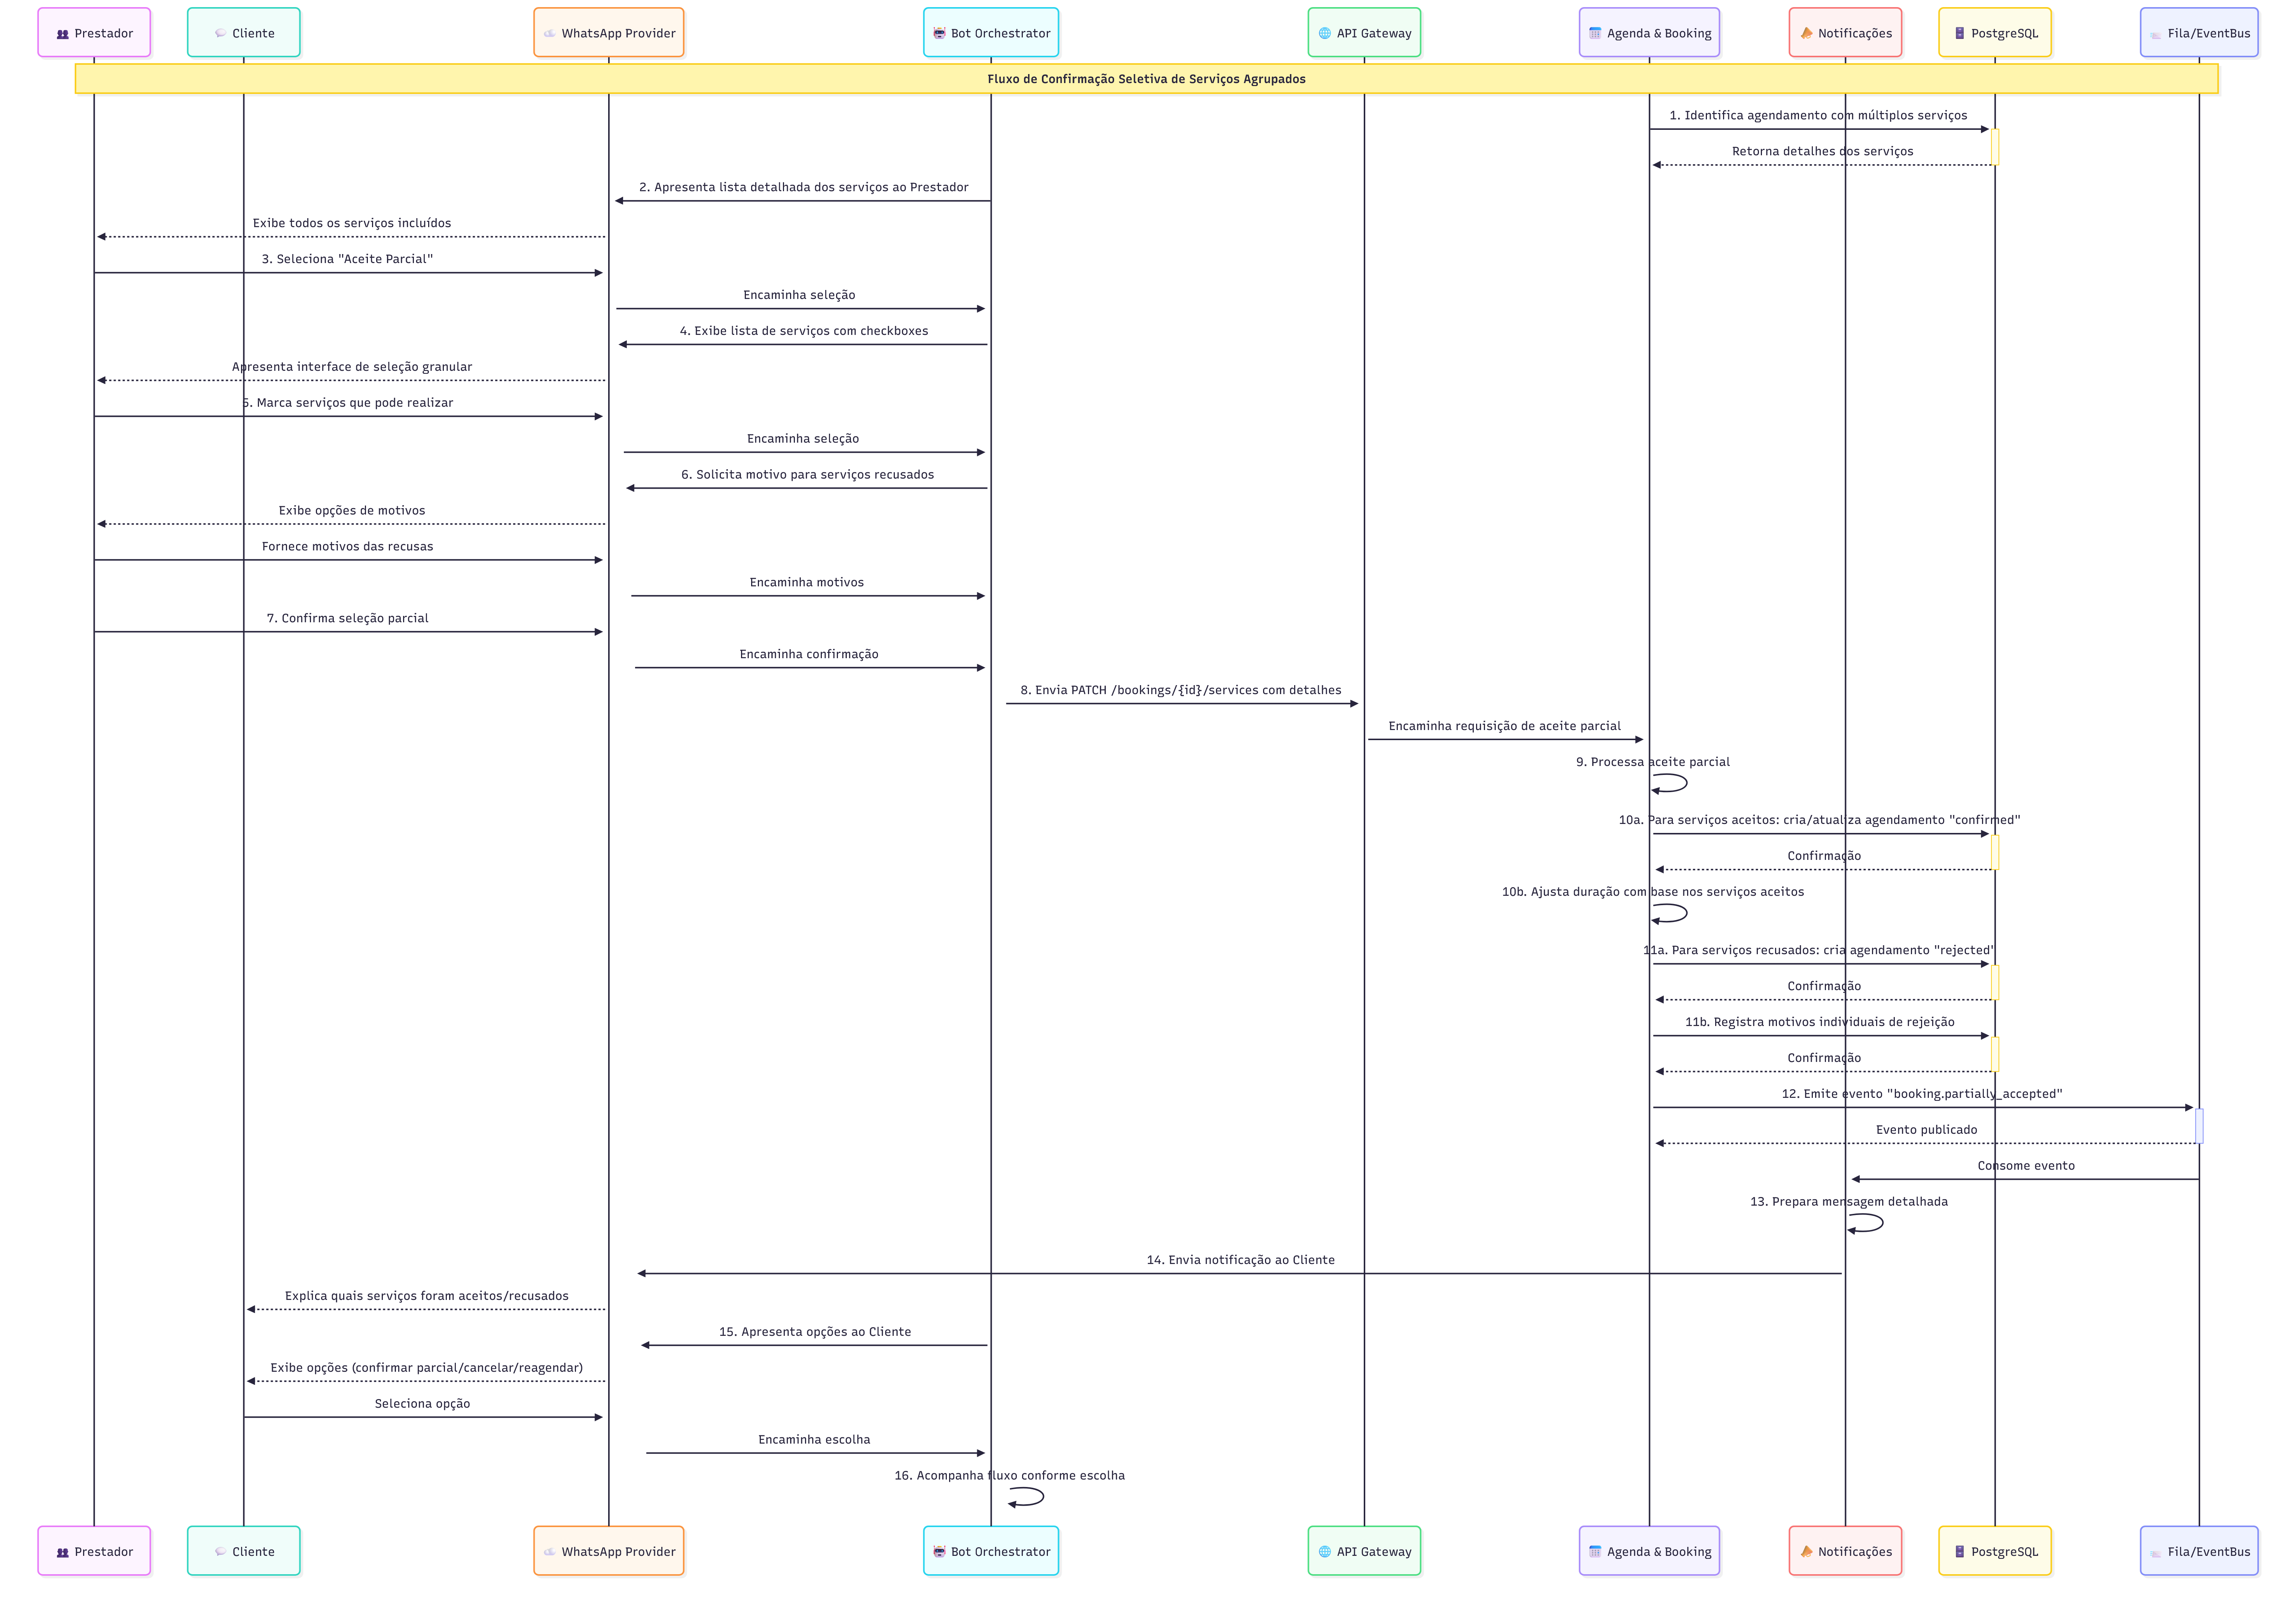 Prestador
Cliente
WhatsApp Provider
Bot Orchestrator
API Gateway
Agenda & Booking
Notificações
PostgreSQL
Fila/EventBus
Fluxo de Confirmação Seletiva de Serviços Agrupados
1. Identifica agendamento com múltiplos serviços
Retorna detalhes dos serviços
2. Apresenta lista detalhada dos serviços ao Prestador
Exibe todos os serviços incluídos
3. Seleciona "Aceite Parcial"
Encaminha seleção
4. Exibe lista de serviços com checkboxes
Apresenta interface de seleção granular
5. Marca serviços que pode realizar
Encaminha seleção
6. Solicita motivo para serviços recusados
Exibe opções de motivos
Fornece motivos das recusas
Encaminha motivos
7. Confirma seleção parcial
Encaminha confirmação
8. Envia PATCH /bookings/{id}/services com detalhes
Encaminha requisição de aceite parcial
9. Processa aceite parcial
10a. Para serviços aceitos: cria/atualiza agendamento "confirmed"
Confirmação
10b. Ajusta duração com base nos serviços aceitos
11a. Para serviços recusados: cria agendamento "rejected"
Confirmação
11b. Registra motivos individuais de rejeição
Confirmação
12. Emite evento "booking.partially_accepted"
Evento publicado
Consome evento
13. Prepara mensagem detalhada
14. Envia notificação ao Cliente
Explica quais serviços foram aceitos/recusados
15. Apresenta opções ao Cliente
Exibe opções (confirmar parcial/cancelar/reagendar)
Seleciona opção
Encaminha escolha
16. Acompanha fluxo conforme escolha
Prestador
Cliente
WhatsApp Provider
Bot Orchestrator
API Gateway
Agenda & Booking
Notificações
PostgreSQL
Fila/EventBus